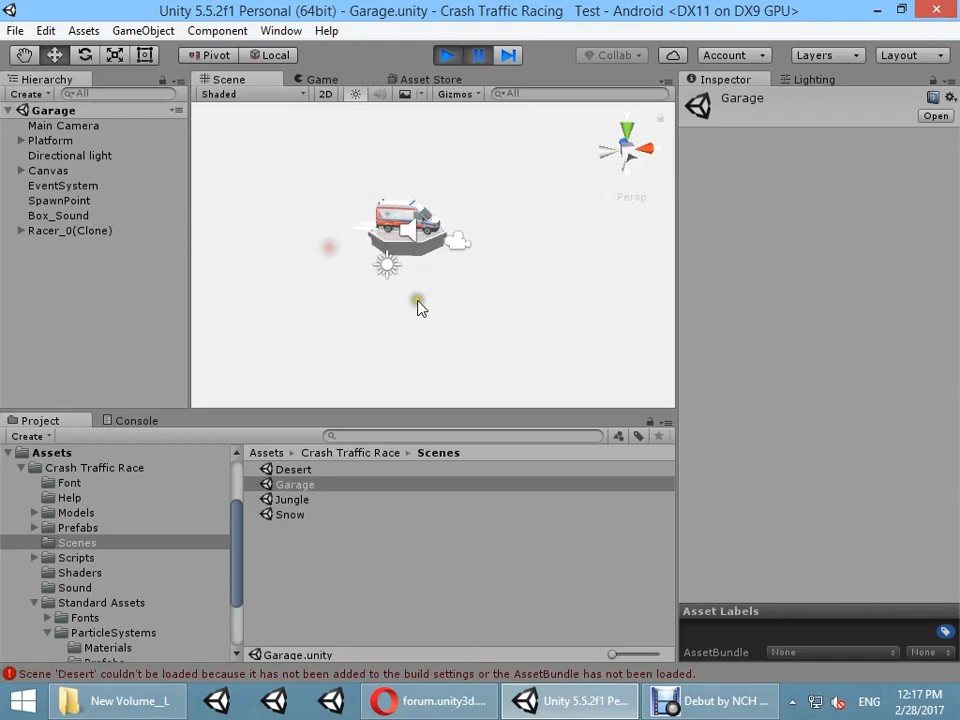 Unity 5.5.2f1 Personal (64bit) - Garage.unity - Crash Traffic Racing Test - Android <DX11 on DX9 GPU>
File Edit Assets GameObject Component Window Help
Pivot Local Collab Account Layers Layout
Hierarchy Scene Game Asset Store Inspector Lighting
Create All Shaded 2D Gizmos All Garage
Open
Garage
Main Camera
Platform
Directional light
Canvas
EventSystem
SpawnPoint
Box_Sound
Racer_0(Clone)
Persp
Project Console
Create
Assets
Crash Traffic Race
Font
Help
Models
Prefabs
Scenes
Scripts
Shaders
Sound
Standard Assets
Fonts
ParticleSystems
Materials
Assets Crash Traffic Race Scenes
Desert
Garage
Jungle
Snow
Garage.unity
Asset Labels
AssetBundle None None
Scene 'Desert' couldn't be loaded because it has not been added to the build settings or the AssetBundle has not been loaded.
New Volume__L forum.unity3d.... Unity 5.5.2f1 Pe... Debut by NCH ... ENG 12:17 PM
2/28/2017